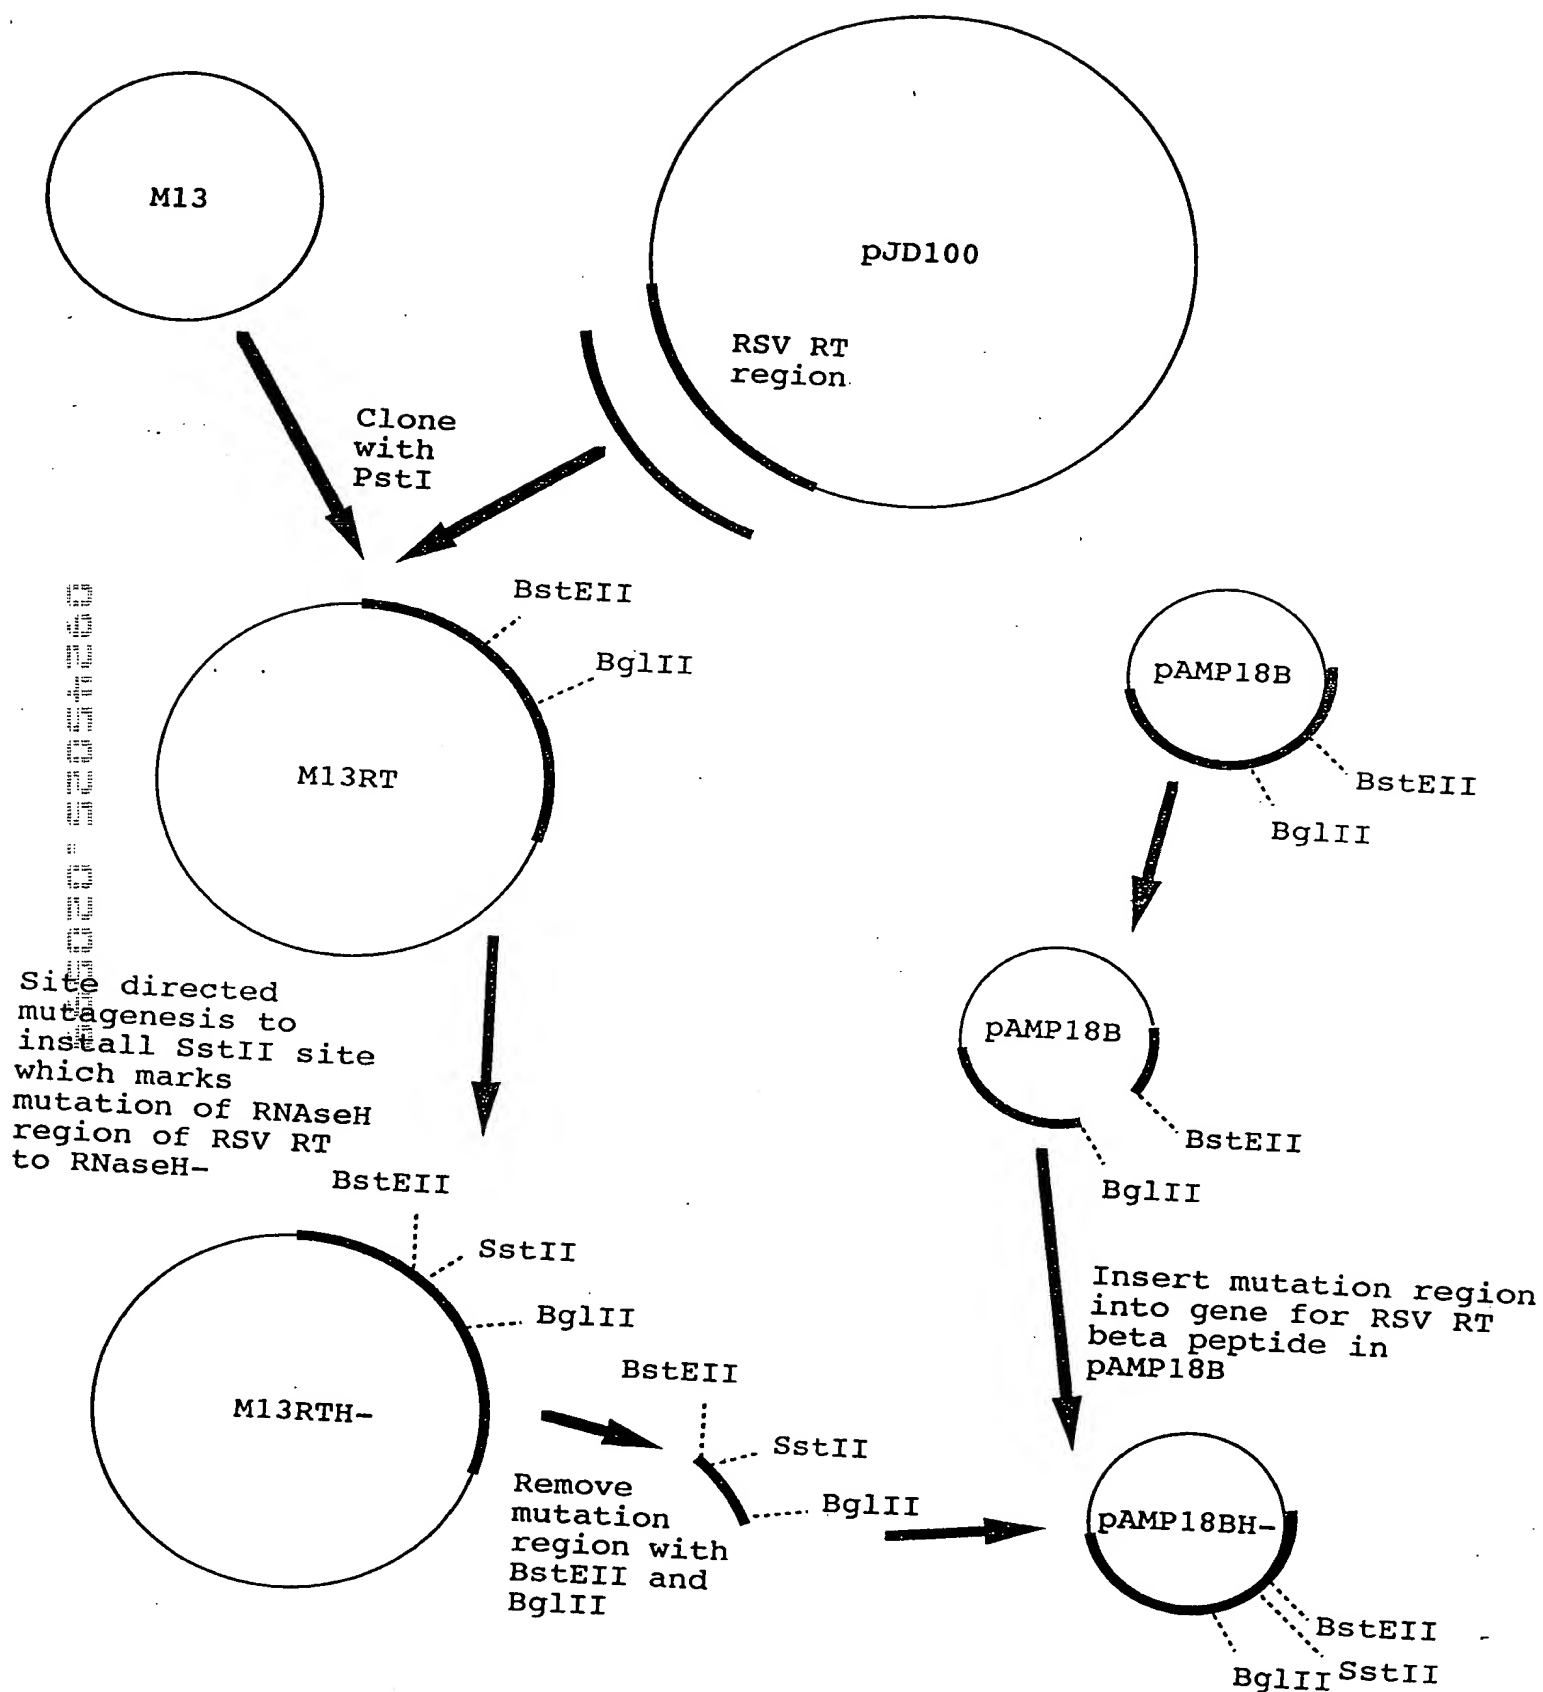 M13
pJD100
RSV RT
region
Clone
with
PstI
BstEII
BglII
M13RT
pAMP18B
BstEII
BglII
Site directed
mutagenesis to
install SstII site
which marks
mutation of RNAseH
region of RSV RT
to RNaseH-
pAMP18B
BstEII
BglII
BstEII
SstII
BglII
M13RTH-
Insert mutation region
into gene for RSV RT
beta peptide in
pAMP18B
BstEII
SstII
BglII
Remove
mutation
region with
BstEII and
BglII
pAMP18BH-
BstEII
SstII
BglII